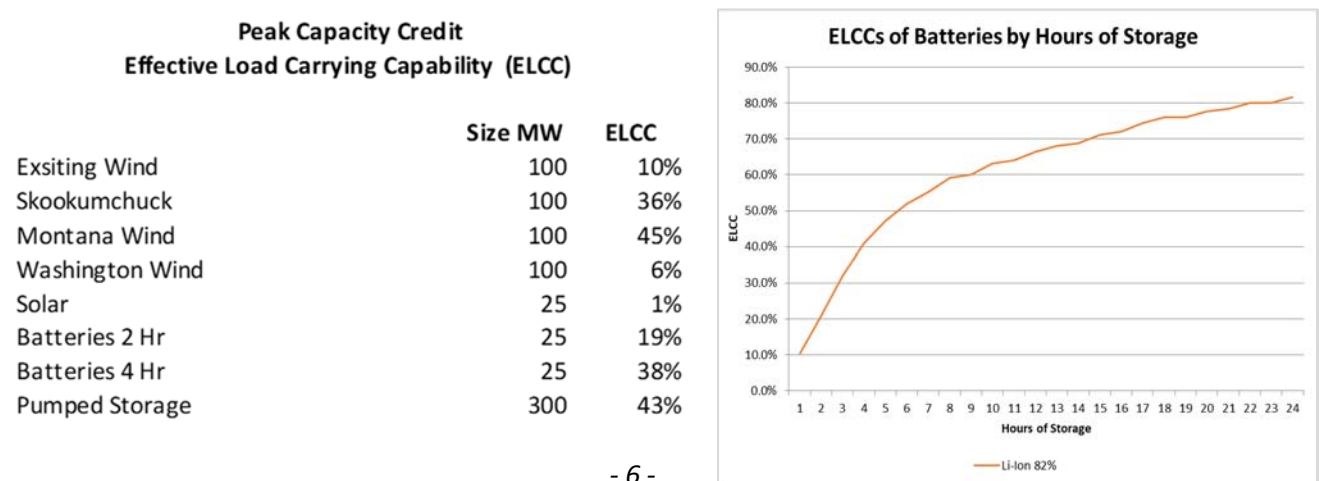 Peak Capacity Credit
Effective Load Carrying Capability (ELCC)
Size MW ELCC
Exsiting Wind 100 10%
Skookumchuck 100 36%
Montana Wind 100 45%
Washington Wind 100 6%
Solar 25 1%
Batteries 2 Hr 25 19%
Batteries 4 Hr 25 38%
Pumped Storage 300 43%
- 6 -
ELCCs of Batteries by Hours of Storage
90.0%
80.0%
70.0%
60.0%
50.0%
40.0%
30.0%
20.0%
10.0%
0.0%
ELCC
1 2 3 4 5 6 7 8 9 10 11 12 13 14 15 16 17 18 19 20 21 22 23 24
Hours of Storage
Li-Ion 82%